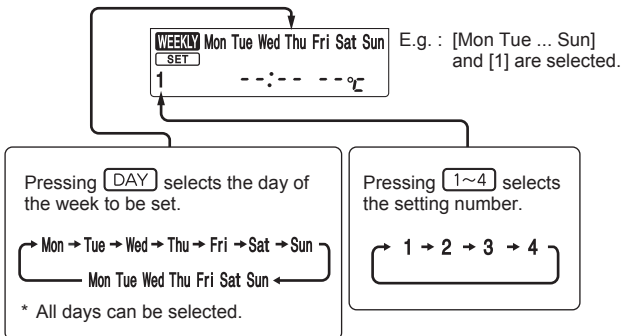 WEEKLY Mon Tue Wed Thu Fri Sat Sun
SET
1 --:-- --°C
E.g. : [Mon Tue ... Sun]
and [1] are selected.
Pressing DAY selects the day of
the week to be set.
Mon → Tue → Wed → Thu → Fri → Sat → Sun
Mon Tue Wed Thu Fri Sat Sun
* All days can be selected.
Pressing 1~4 selects
the setting number.
1 → 2 → 3 → 4